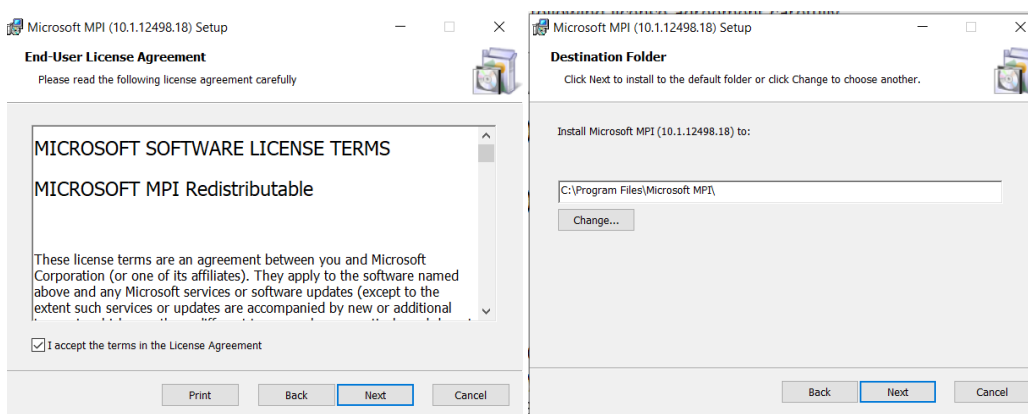 Microsoft MPI (10.1.12498.18) Setup
End-User License Agreement
Please read the following license agreement carefully
MICROSOFT SOFTWARE LICENSE TERMS
MICROSOFT MPI Redistributable
These license terms are an agreement between you and Microsoft
Corporation (or one of its affiliates). They apply to the software named
above and any Microsoft services or software updates (except to the
extent such services or updates are accompanied by new or additional
I accept the terms in the License Agreement
Print
Back
Next
Cancel
Microsoft MPI (10.1.12498.18) Setup
Destination Folder
Click Next to install to the default folder or click Change to choose another.
Install Microsoft MPI (10.1.12498.18) to:
C:\Program Files\Microsoft MPI\
Change...
Back
Next
Cancel